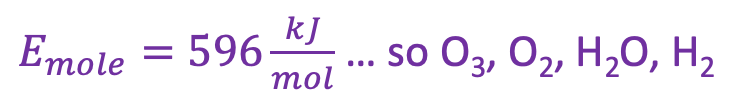 E_mole = 596 kJ/mol ... so O₃, O₂, H₂O, H₂